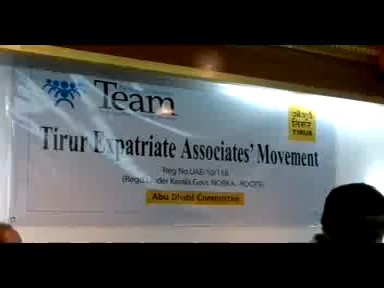 Team
Tirur Expatriate Associates' Movement
Reg No.UAE/10/118
(Regd. Under Kerala Govt. NORKA - ROOTS)
Abu Dhabi Committee
TIRUR